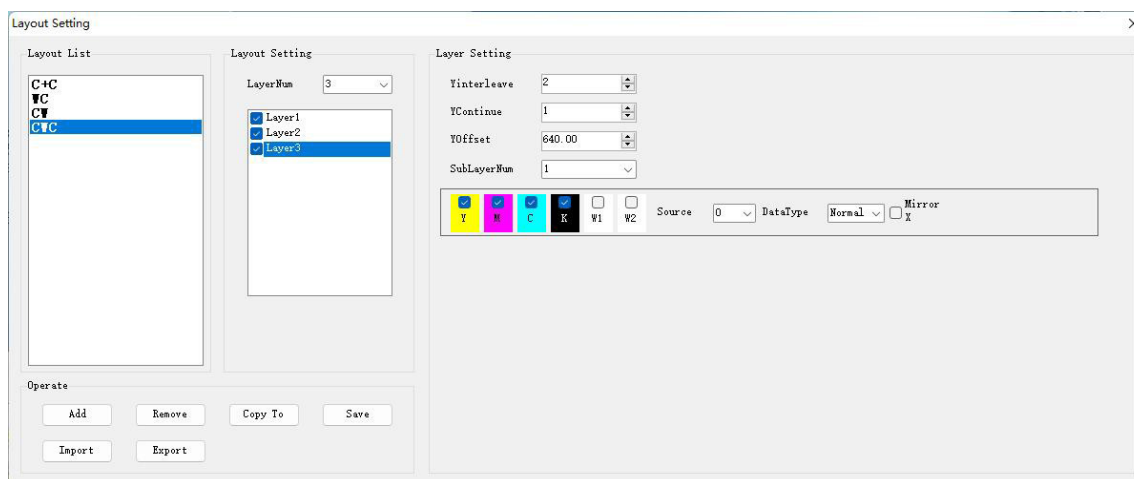 Layout Setting
Layout List
C+C
WC
CW
CWC
Layout Setting
LayerNum 3
Layer1
Layer2
Layer3
Layer Setting
Yinterleave 2
YContinue 1
YOffset 640.00
SubLayerNum 1
Y M C K W1 W2 Source 0 DataType Normal Mirror X
Operate
Add Remove Copy To Save
Import Export